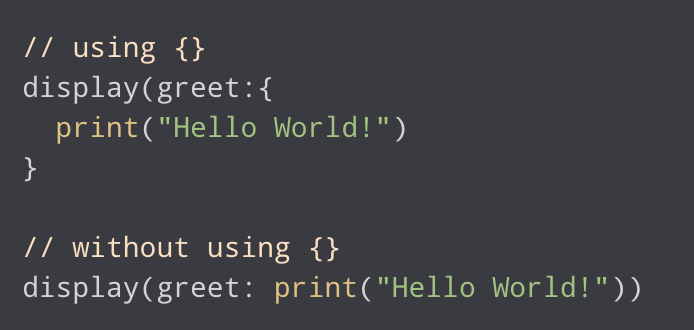 // using {}
display(greet:{
  print("Hello World!")
}

// without using {}
display(greet: print("Hello World!"))